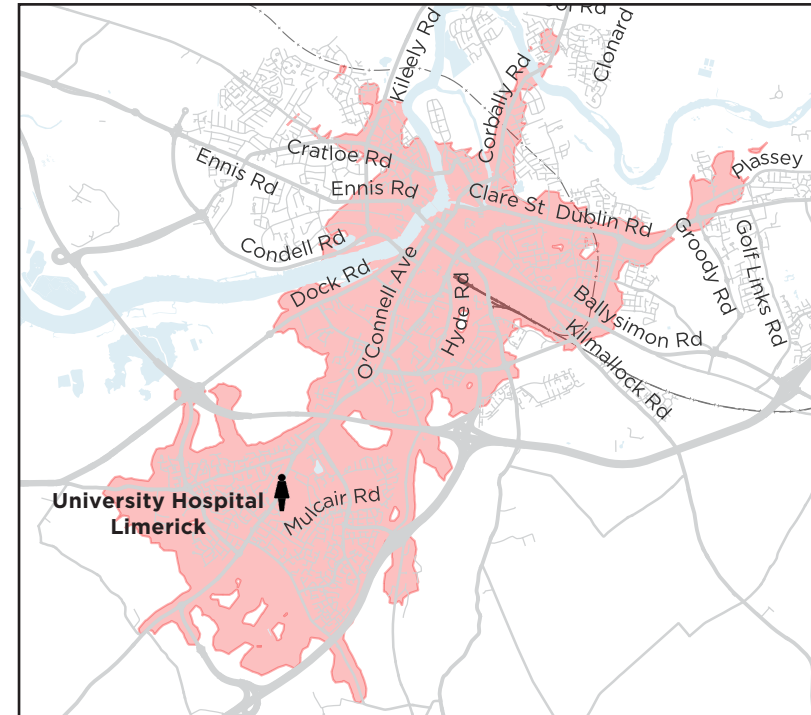 ol Rd
Kileely Rd
Clonard
Corbally Rd
Cratloe Rd
Plassey
Ennis Rd
Ennis Rd
Clare St
Dublin Rd
Condell Rd
Groody Rd
Golf Links Rd
Dock Rd
O'Connell Ave
Hyde Rd
Ballysimon Rd
Kilmallock Rd
University Hospital
Limerick
Mulcair Rd